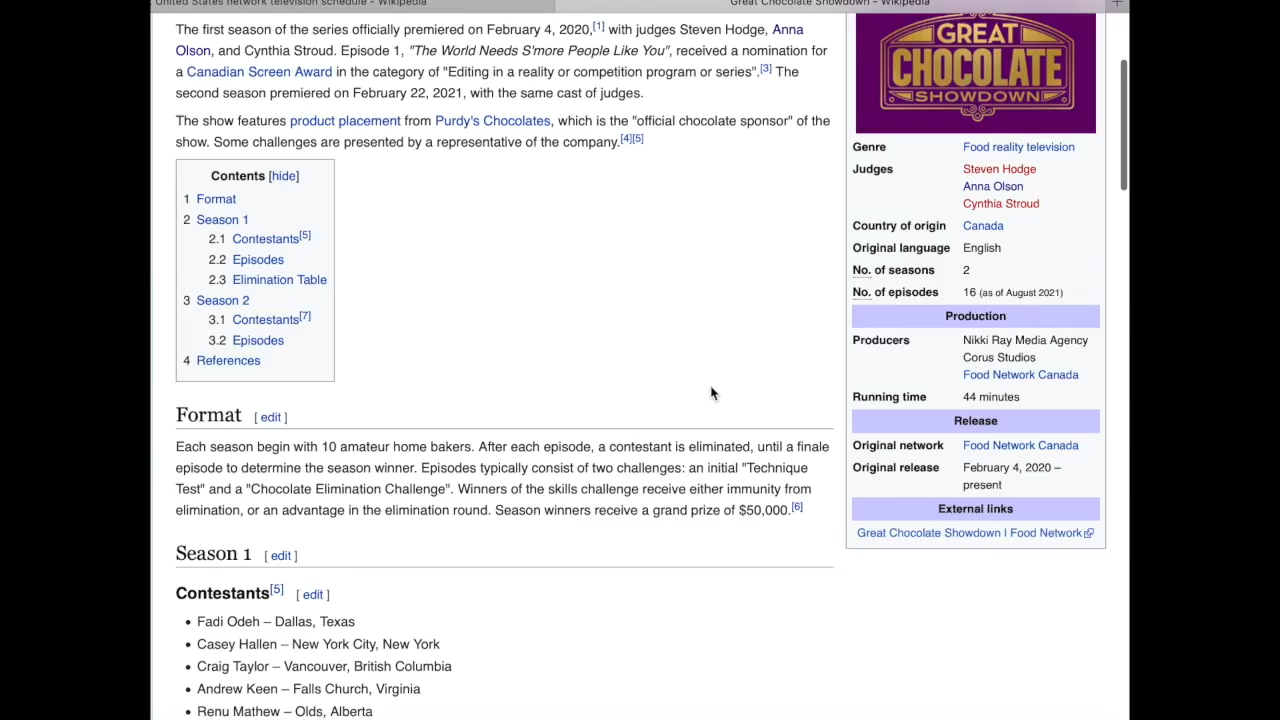 United States network television schedule - Wikipedia
Great Chocolate Showdown - Wikipedia
The first season of the series officially premiered on February 4, 2020,[1] with judges Steven Hodge, Anna
Olson, and Cynthia Stroud. Episode 1, "The World Needs S'more People Like You", received a nomination for
a Canadian Screen Award in the category of "Editing in a reality or competition program or series".[3] The
second season premiered on February 22, 2021, with the same cast of judges.
The show features product placement from Purdy's Chocolates, which is the "official chocolate sponsor" of the
show. Some challenges are presented by a representative of the company.[4][5]
Contents [hide]
1 Format
2 Season 1
2.1 Contestants[5]
2.2 Episodes
2.3 Elimination Table
3 Season 2
3.1 Contestants[7]
3.2 Episodes
4 References
Format [ edit ]
Each season begin with 10 amateur home bakers. After each episode, a contestant is eliminated, until a finale
episode to determine the season winner. Episodes typically consist of two challenges: an initial "Technique
Test" and a "Chocolate Elimination Challenge". Winners of the skills challenge receive either immunity from
elimination, or an advantage in the elimination round. Season winners receive a grand prize of $50,000.[6]
Season 1 [ edit ]
Contestants[5] [ edit ]
• Fadi Odeh – Dallas, Texas
• Casey Hallen – New York City, New York
• Craig Taylor – Vancouver, British Columbia
• Andrew Keen – Falls Church, Virginia
• Renu Mathew – Olds, Alberta
GREAT
CHOCOLATE
SHOWDOWN
Genre Food reality television
Judges Steven Hodge
Anna Olson
Cynthia Stroud
Country of origin Canada
Original language English
No. of seasons 2
No. of episodes 16 (as of August 2021)
Production
Producers Nikki Ray Media Agency
Corus Studios
Food Network Canada
Running time 44 minutes
Release
Original network Food Network Canada
Original release February 4, 2020 –
present
External links
Great Chocolate Showdown | Food Network